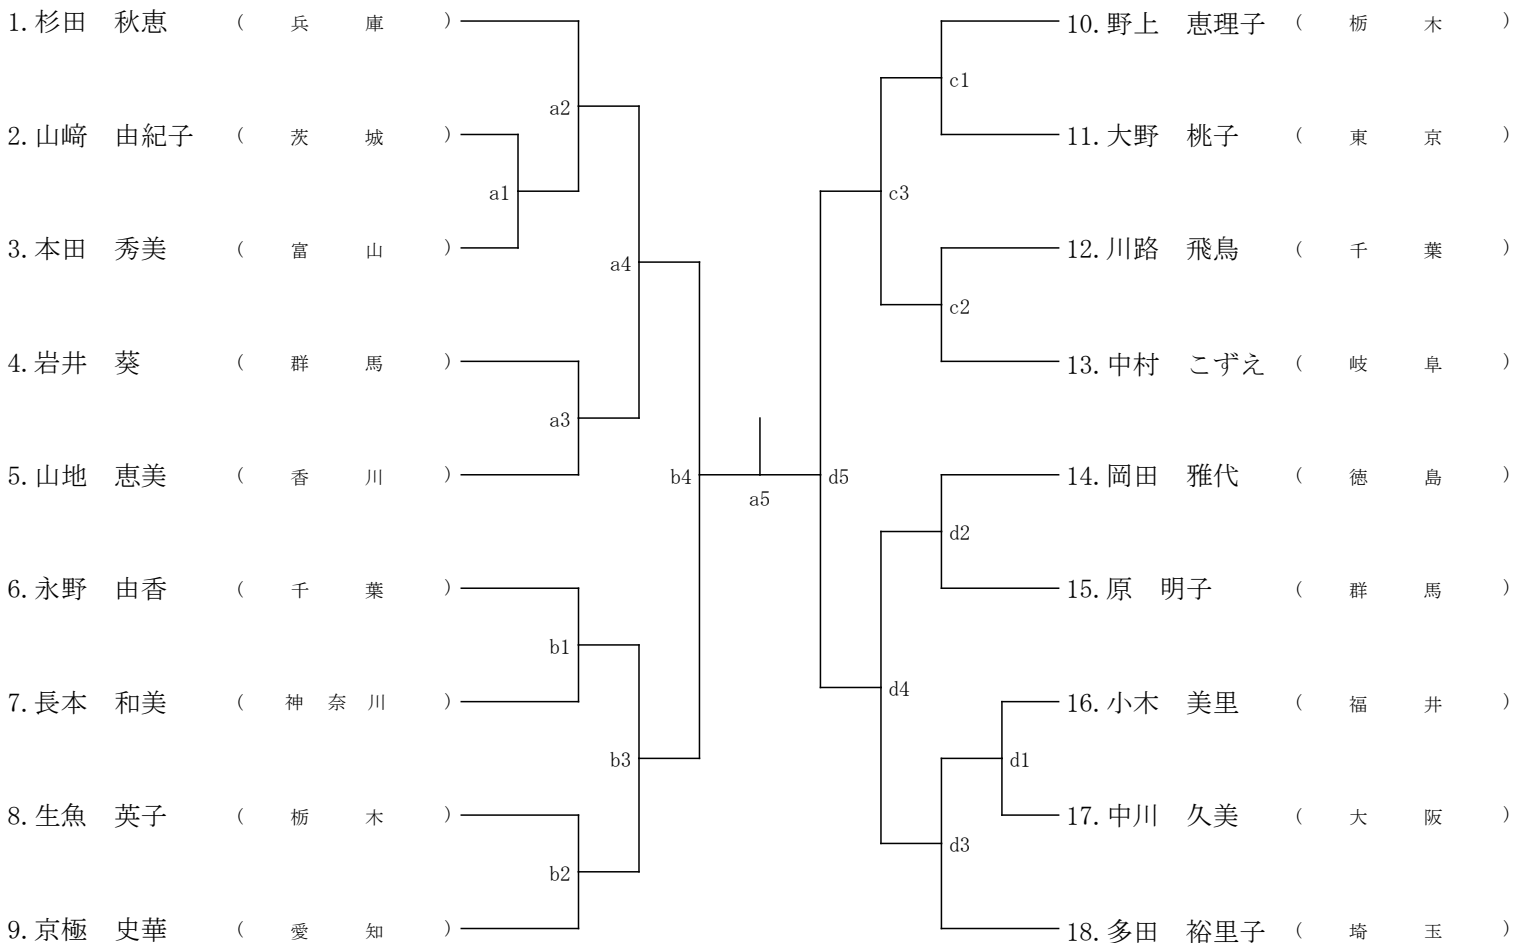 1.杉田　秋恵 （ 兵 庫 ）
a2
2.山﨑　由紀子 （ 茨 城 ）
a1
3.本田　秀美 （ 富 山 ）
a4
4.岩井　葵 （ 群 馬 ）
a3
5.山地　恵美 （ 香 川 ）
b4
6.永野　由香 （ 千 葉 ）
b1
7.長本　和美 （ 神 奈 川 ）
b3
8.生魚　英子 （ 栃 木 ）
b2
9.京極　史華 （ 愛 知 ）
a5
10.野上　恵理子 （ 栃 木 ）
c1
11.大野　桃子 （ 東 京 ）
c3
12.川路　飛鳥 （ 千 葉 ）
c2
13.中村　こずえ （ 岐 阜 ）
d5
14.岡田　雅代 （ 徳 島 ）
d2
15.原　明子 （ 群 馬 ）
d4
16.小木　美里 （ 福 井 ）
d1
17.中川　久美 （ 大 阪 ）
d3
18.多田　裕里子 （ 埼 玉 ）